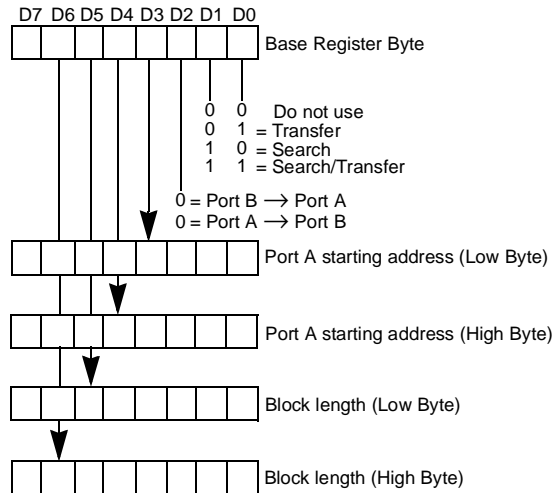 D7 D6 D5 D4 D3 D2 D1 D0
Base Register Byte
0 0 Do not use
0 1 = Transfer
1 0 = Search
1 1 = Search/Transfer
0 = Port B → Port A
0 = Port A → Port B
Port A starting address (Low Byte)
Port A starting address (High Byte)
Block length (Low Byte)
Block length (High Byte)